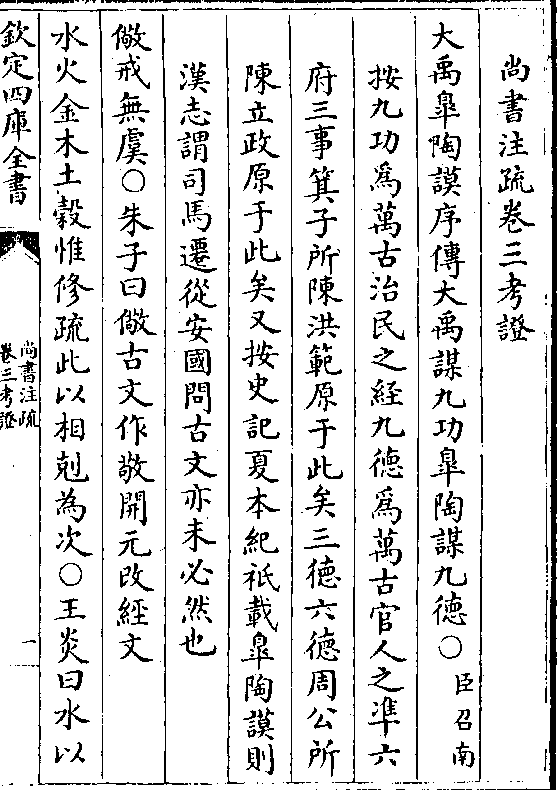 尚書注疏卷三考證
大禹臯陶謨序傳大禹謀九功臯陶謀九德○臣召南
按九功爲萬古治民之經九德爲萬古官人之準六
府三事箕子所陳洪範原于此矣三德六德周公所
陳立政原于此矣又按史記夏本紀祇載臯陶謨則
漢志謂司馬遷從安國問古文亦未必然也
儆戒無虞○朱子曰儆古文作敬開元改經文
水火金木土穀惟修疏此以相剋為次○王炎曰水以
欽定四庫全書
尚書注疏
卷三考證
一